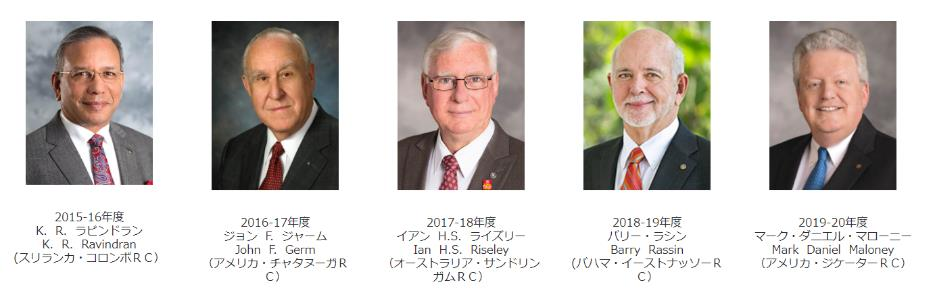 2015-16年度
K. R. ラビンドラン
K. R. Ravindran
(スリランカ・コロンボＲＣ)
2016-17年度
ジョン F. ジャーム
John F. Germ
(アメリカ・チャタヌーガＲ
Ｃ)
2017-18年度
イアン H.S. ライズリー
Ian H.S. Riseley
(オーストラリア・サンドリン
ガムＲＣ)
2018-19年度
バリー・ラシン
Barry Rassin
(バハマ・イーストナッソーＲ
Ｃ)
2019-20年度
マーク・ダニエル・マローニー
Mark Daniel Maloney
(アメリカ・ジケーターＲＣ)